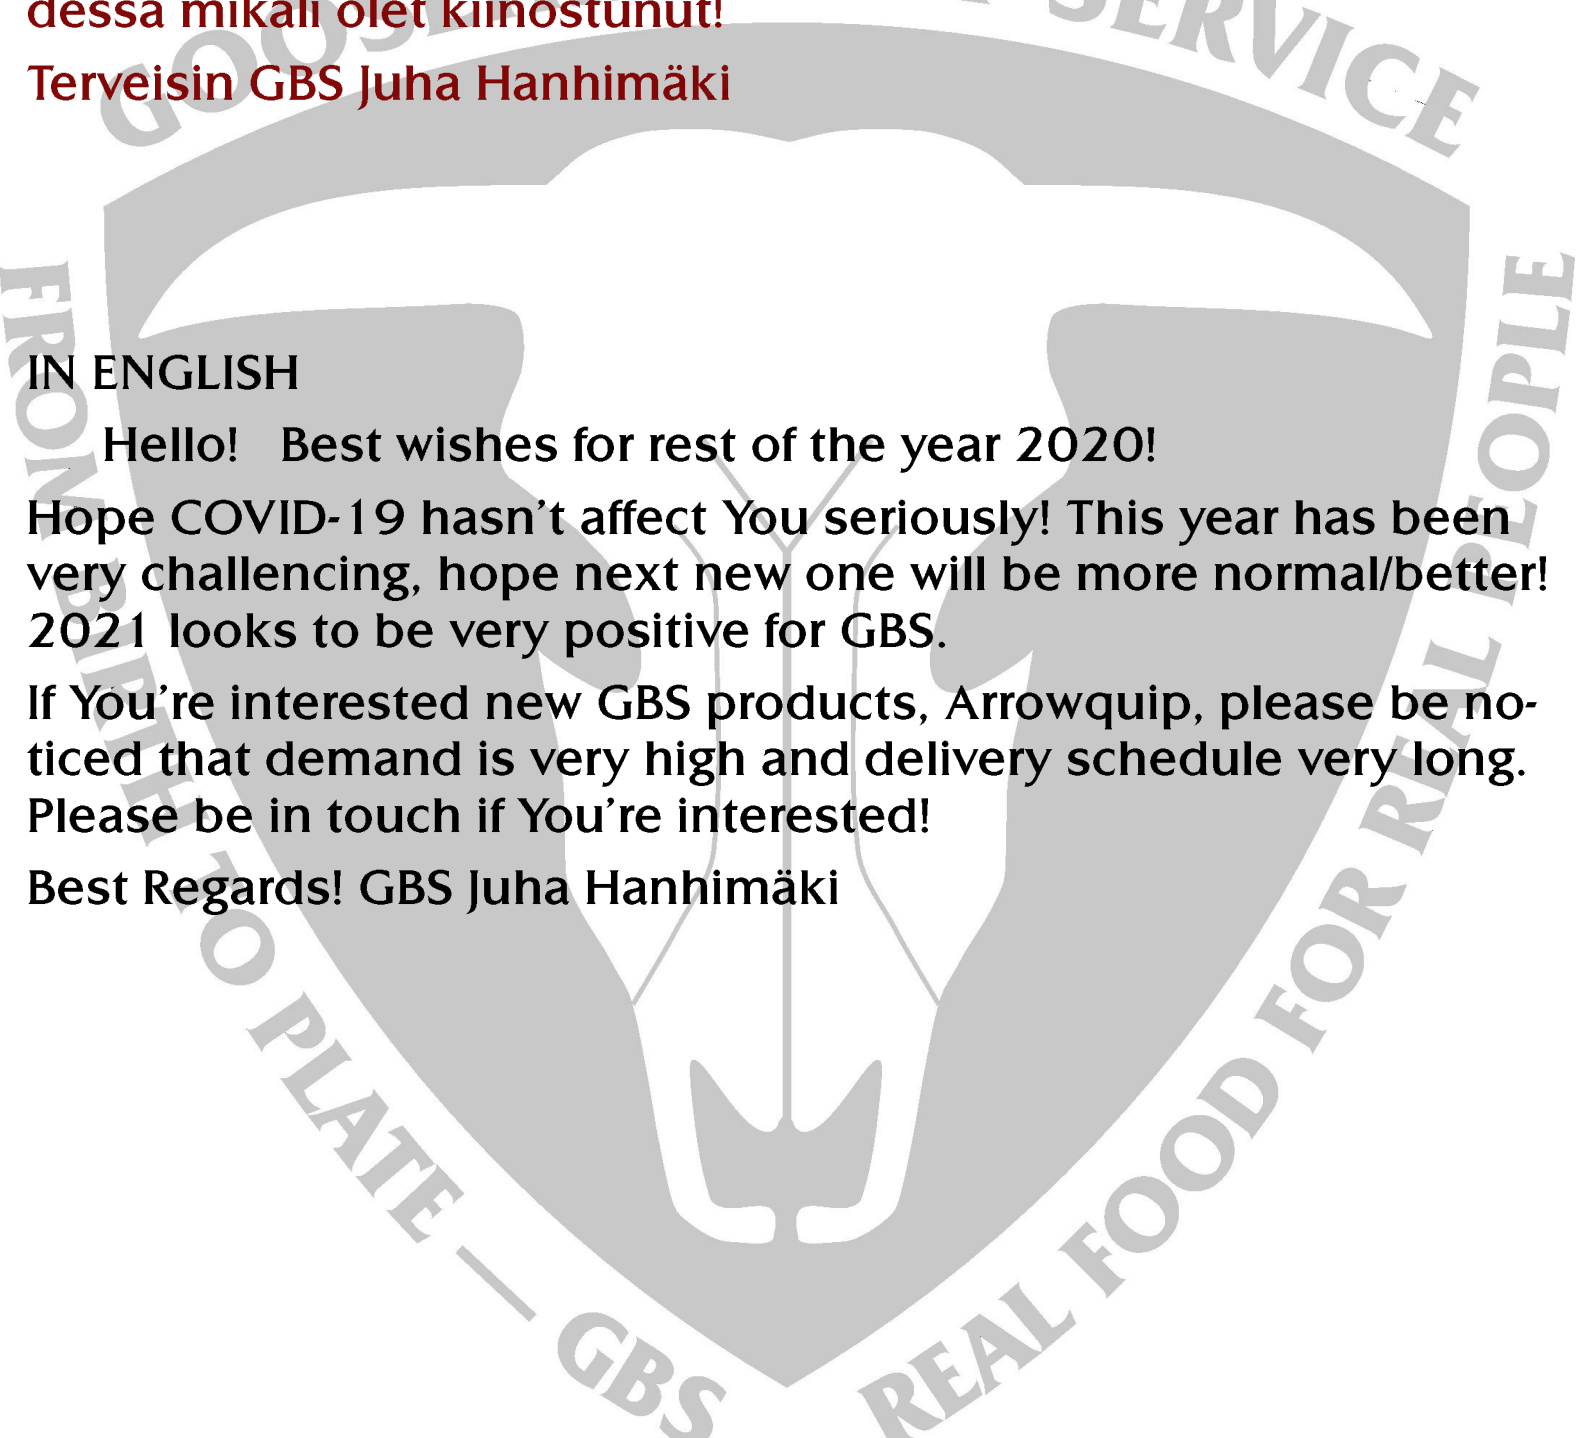 dessa mikäli olet kiinostunut!
Terveisin GBS Juha Hanhimäki
SERVICE
IN ENGLISH
Hello! Best wishes for rest of the year 2020!
Hope COVID-19 hasn't affect You seriously! This year has been
very challencing, hope next new one will be more normal/better!
2021 looks to be very positive for GBS.
If You're interested new GBS products, Arrowquip, please be no-
ticed that demand is very high and delivery schedule very long.
Please be in touch if You're interested!
Best Regards! GBS Juha Hanhimäki
FROM BIRTH TO PLATE — GBS
REAL FOOD FOR REAL PEOPLE